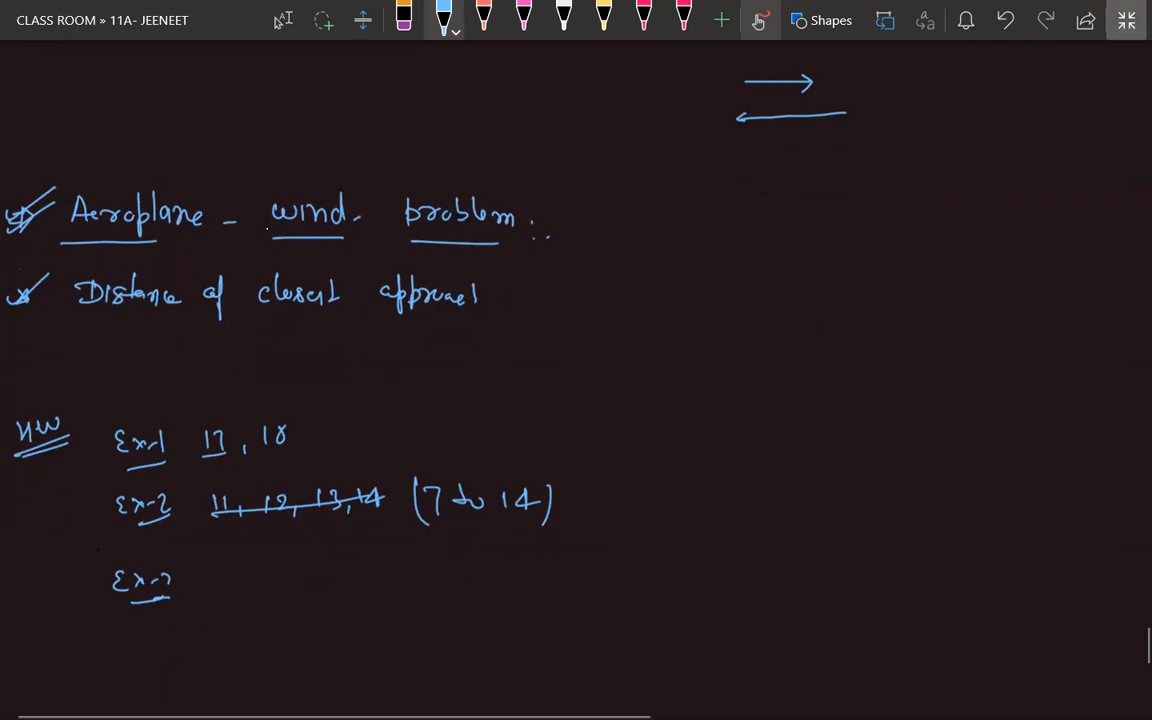 CLASS ROOM » 11A- JEENEET
Shapes
Aeroplane - wind - problem :
Distance of closest approach
HW
Ex-1 17, 18
Ex-2 11, 12, 13, 14 (7 to 14)
Ex-3